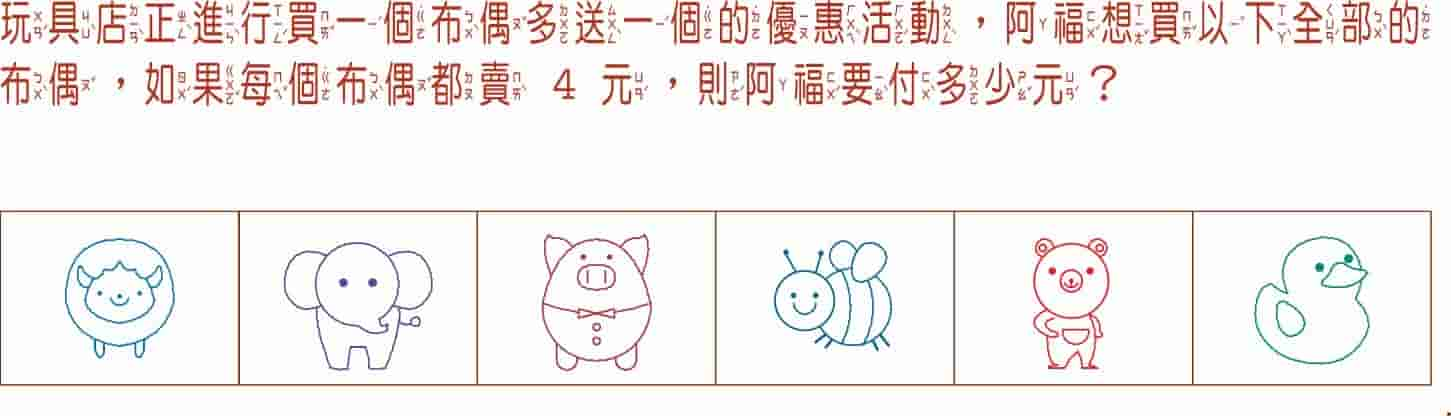 玩具店正進行買一個布偶多送一個的優惠活動，阿福想買以下全部的
布偶，如果每個布偶都賣 4 元，則阿福要付多少元？